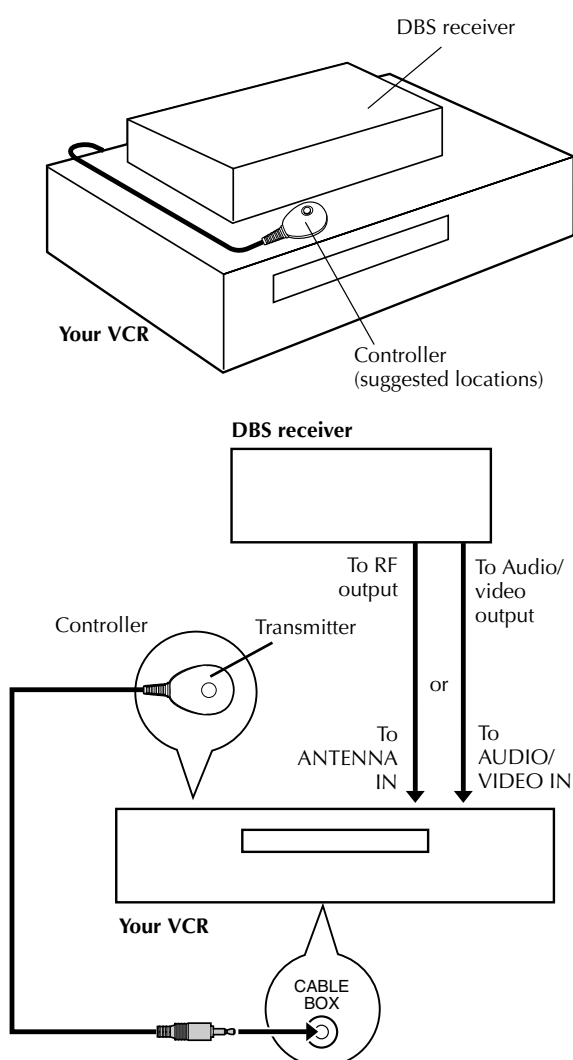 DBS receiver
Your VCR
Controller
(suggested locations)
DBS receiver
To RF
output
To Audio/
video
output
Controller
Transmitter
or
To
ANTENNA
IN
To
AUDIO/
VIDEO IN
Your VCR
CABLE
BOX